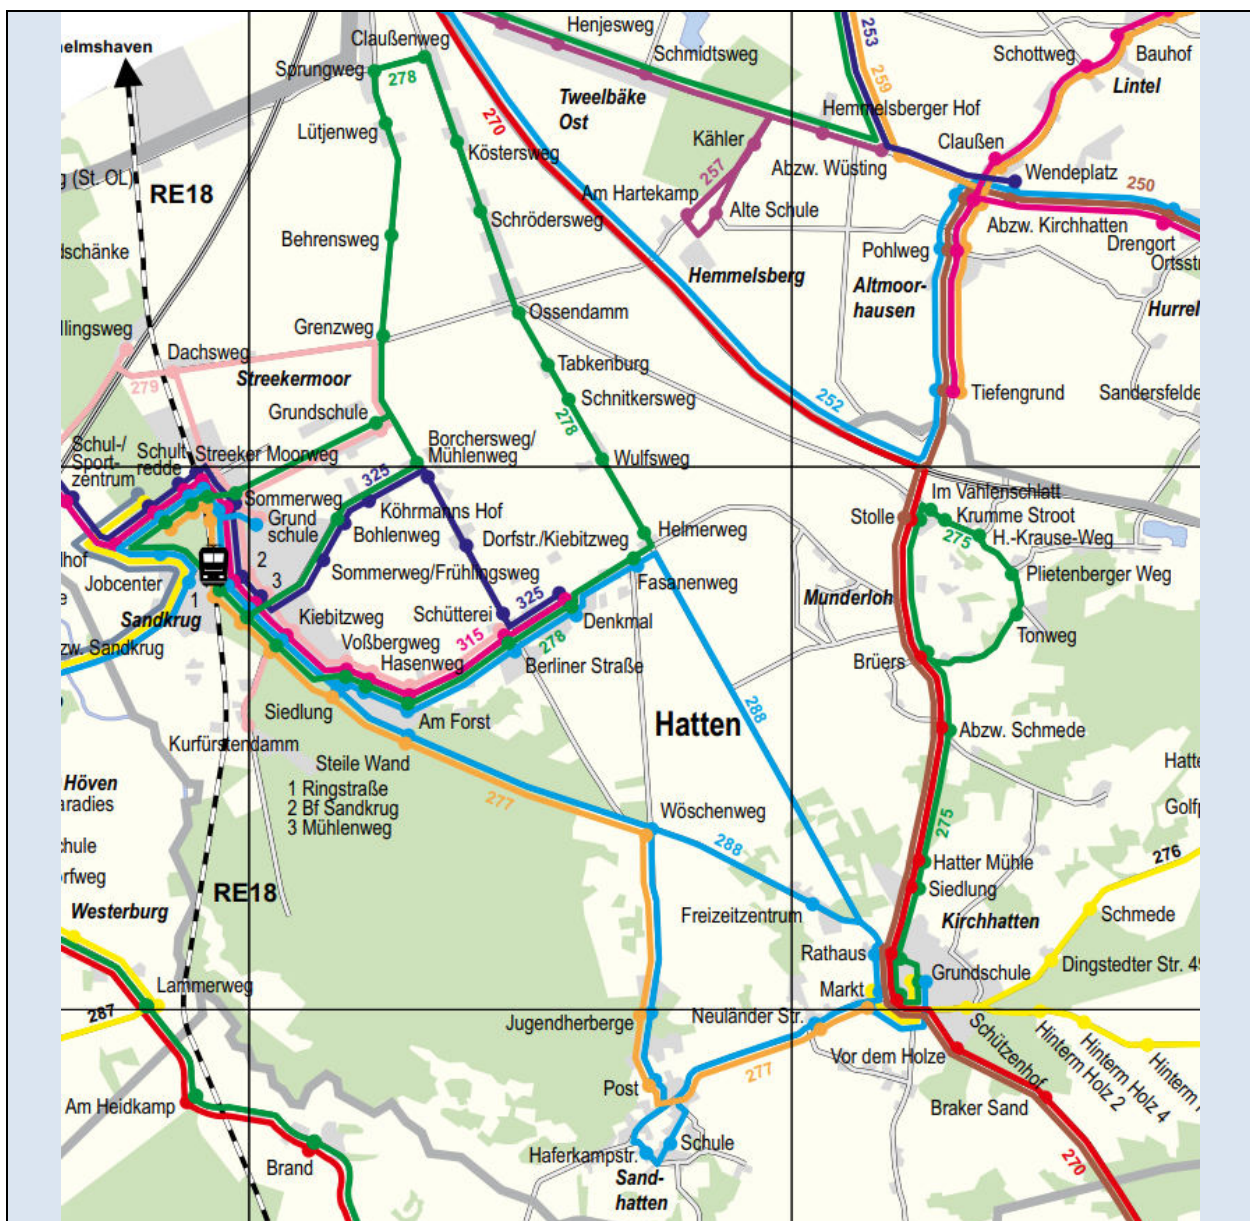 Henjesweg
253
Claußenweg
Schottweg
Bauhof
elmshaven
Schmidtsweg
Sprungweg
278
259
Lintel
Tweelbäke
Ost
Hemmelsberger Hof
270
Lütjenweg
Kähler
Claußen
Köstersweg
257
Abzw. Wüsting
Wendeplatz
g (St. OL)
RE18
Am Hartekamp
250
Schrödersweg
Alte Schule
Abzw. Kirchhatten
Behrensweg
Pohlweg
Drengort
dschänke
Ortsstr
Hemmelsberg
Altmoor-
hausen
Hurrel
Ossendamm
llingsweg
Grenzweg
Dachsweg
Tabkenburg
279
Streekermoor
252
Tiefengrund
Sandersfelde
Schnitkersweg
Grundschule
278
Schul-/
Sport-
zentrum
Schult
redde
Streeker Moorweg
Borchersweg/
Mühlenweg
Wulfsweg
325
Im Vahlenschlatt
Sommerweg
Köhrmanns Hof
Stolle
Krumme Stroot
Grund
schule
Bohlenweg
Dorfstr./Kiebitzweg
Helmerweg
275
H.-Krause-Weg
lhof
2
Jobcenter
3
Sommerweg/Frühlingsweg
Fasanenweg
Plietenberger Weg
1
325
Munderloh
Sandkrug
Kiebitzweg
Schütterei
Denkmal
Tonweg
zw. Sandkrug
Voßbergweg
315
278
Hasenweg
Berliner Straße
Brüers
Siedlung
Am Forst
288
Hatten
Abzw. Schmede
Kurfürstendamm
Steile Wand
Hatte
Höven
1 Ringstraße
2 Bf Sandkrug
3 Mühlenweg
aradies
277
Wöschenweg
Golfp
288
275
276
hule
Hatter Mühle
rfweg
RE18
Siedlung
Westerburg
Freizeitzentrum
Kirchhatten
Schmede
Rathaus
Dingstedter Str. 49
Grundschule
Lammerweg
Markt
287
Jugendherberge
Neuländer Str.
Vor dem Holze
Schützenhof
Hinterm Holz 2
Hinterm Holz 4
Hinterm H
277
Post
Am Heidkamp
Braker Sand
Schule
Brand
Haferkampstr.
270
Sand-
hatten